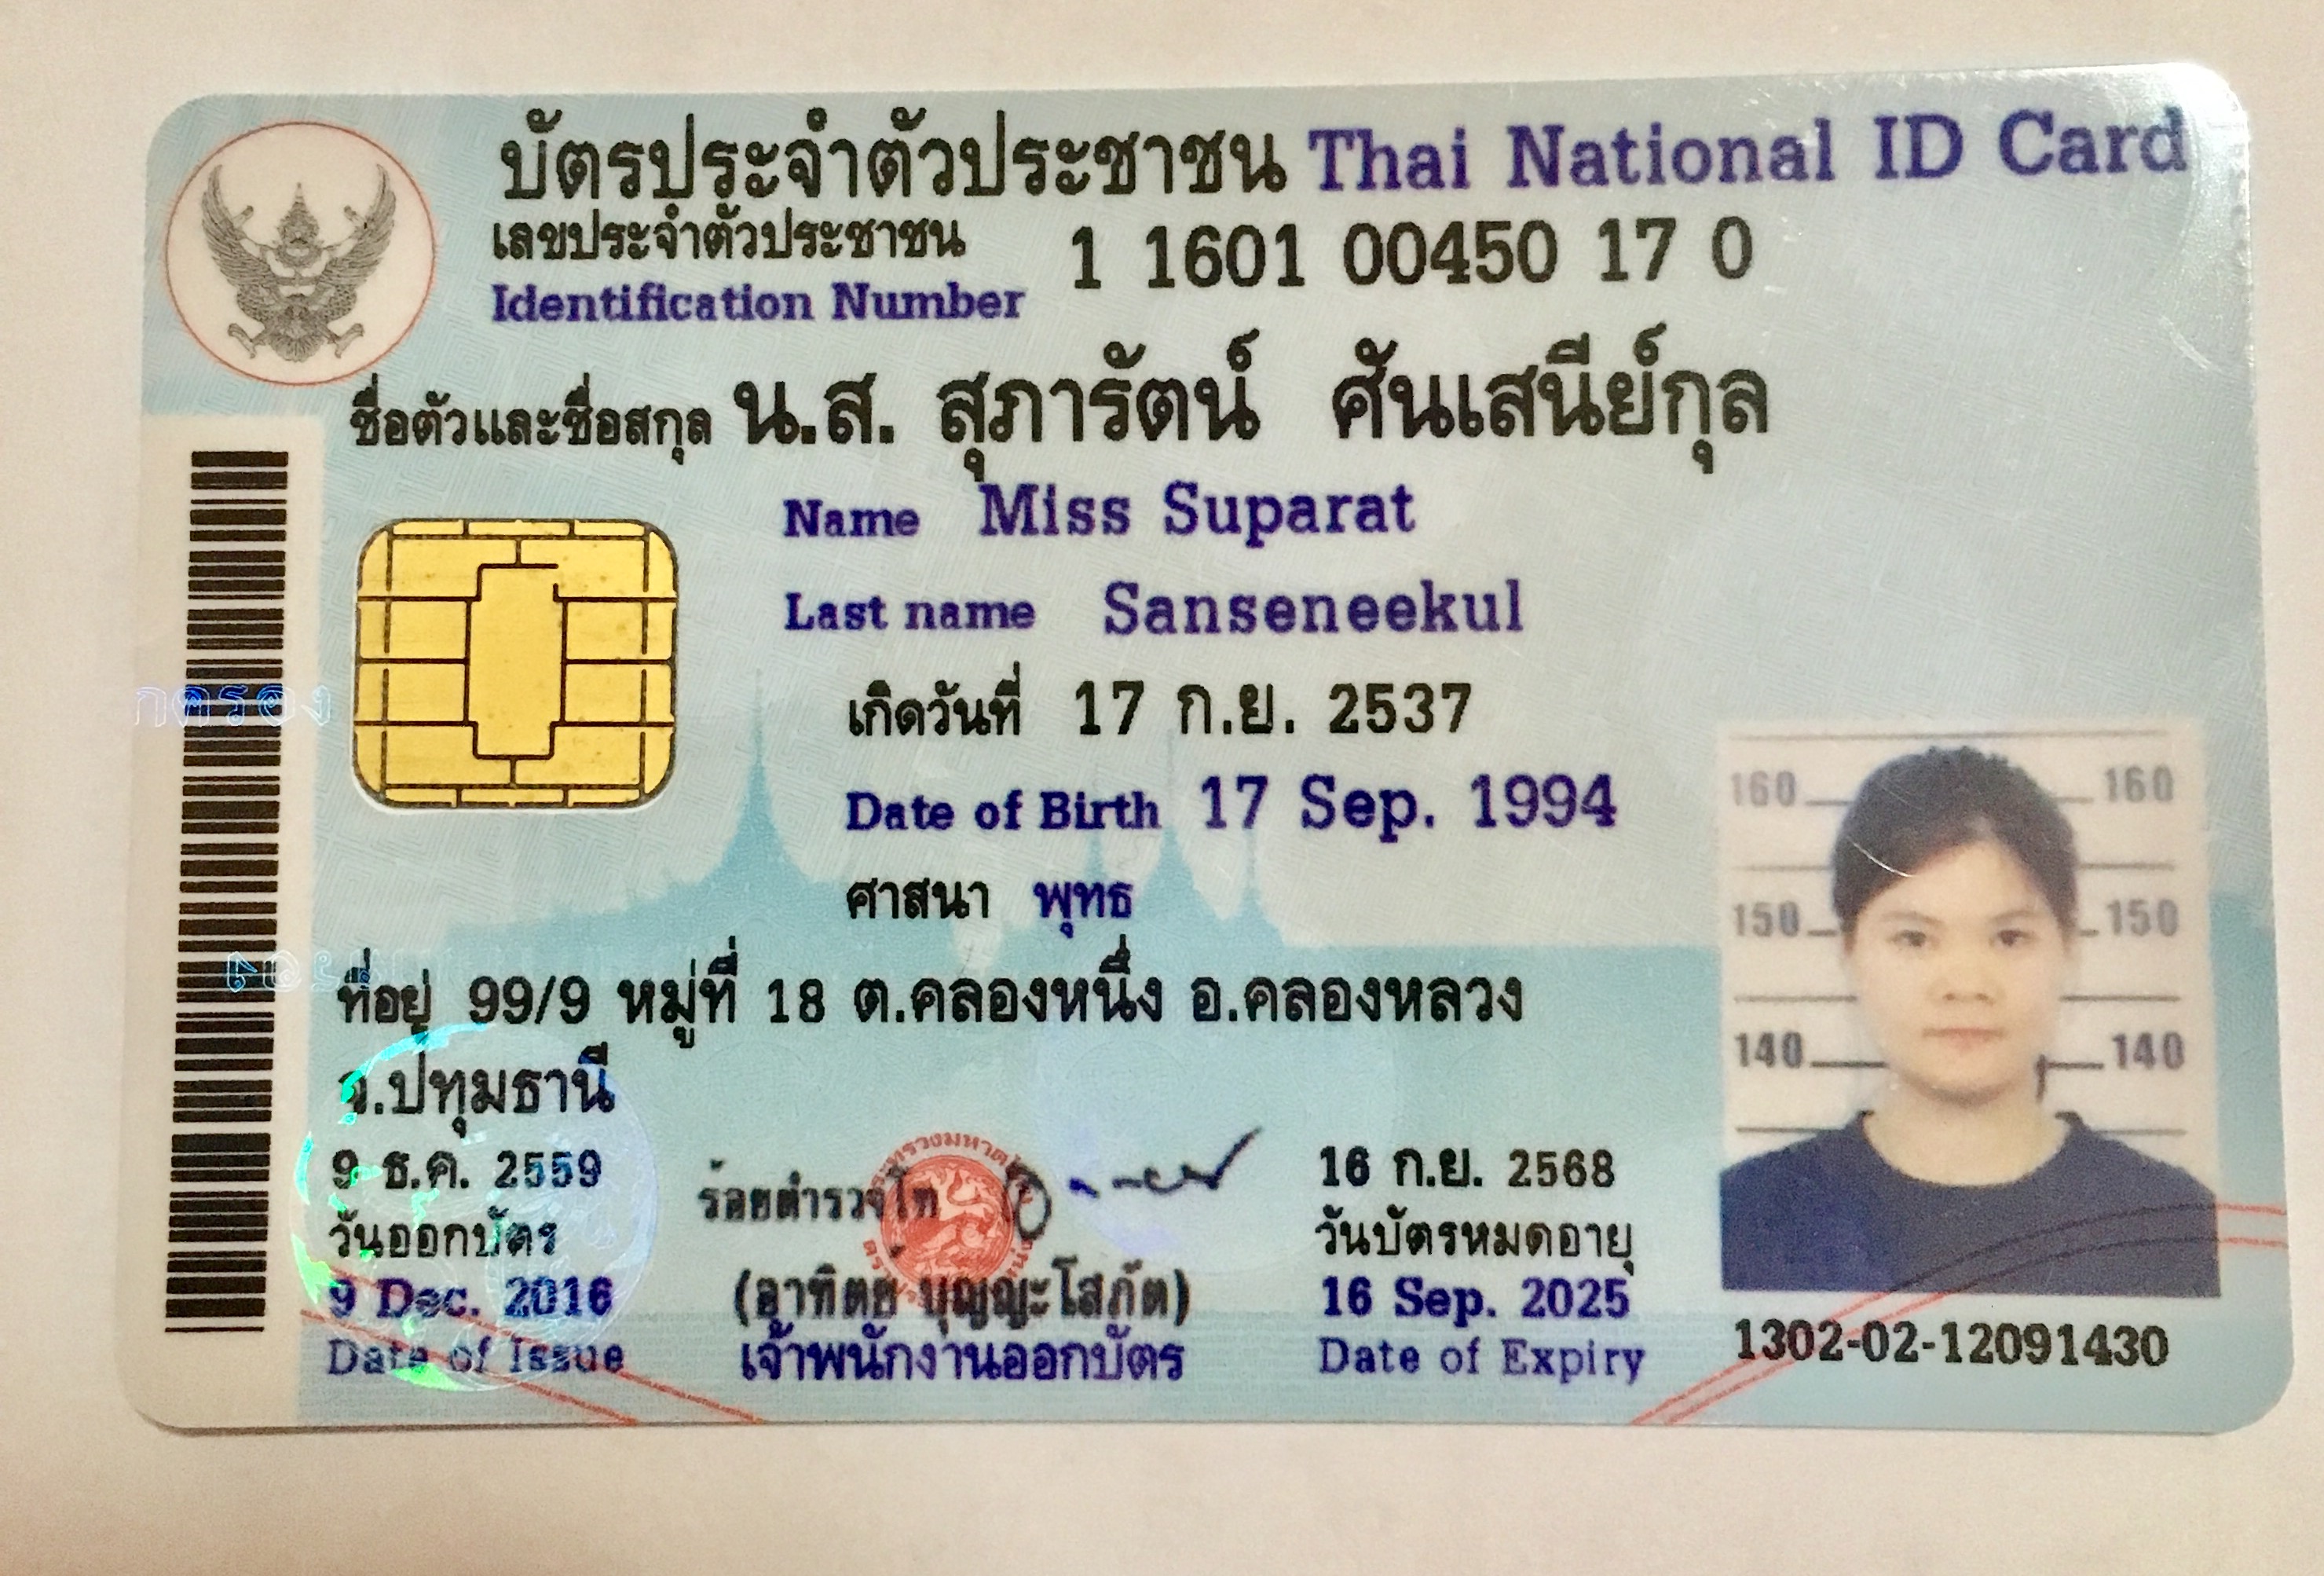 บัตรประจำตัวประชาชน Thai National ID Card
เลขประจำตัวประชาชน
Identification Number 1 1601 00450 17 0
ชื่อตัวและชื่อสกุล น.ส. สุภารัตน์ ศันเสนีย์กุล
Name Miss Suparat
Last name Sanseneekul
เกิดวันที่ 17 ก.ย. 2537
Date of Birth 17 Sep. 1994
ศาสนา พุทธ
ที่อยู่ 99/9 หมู่ที่ 18 ต.คลองหนึ่ง อ.คลองหลวง
จ.ปทุมธานี
9 ธ.ค. 2559
วันออกบัตร
9 Dec. 2016
Date of Issue
ร้อยตำรวจโท
(อาทิตย์ บุญญะโสภัต)
เจ้าพนักงานออกบัตร
16 ก.ย. 2568
วันบัตรหมดอายุ
16 Sep. 2025
Date of Expiry
160 160
150 150
140 140
1302-02-12091430